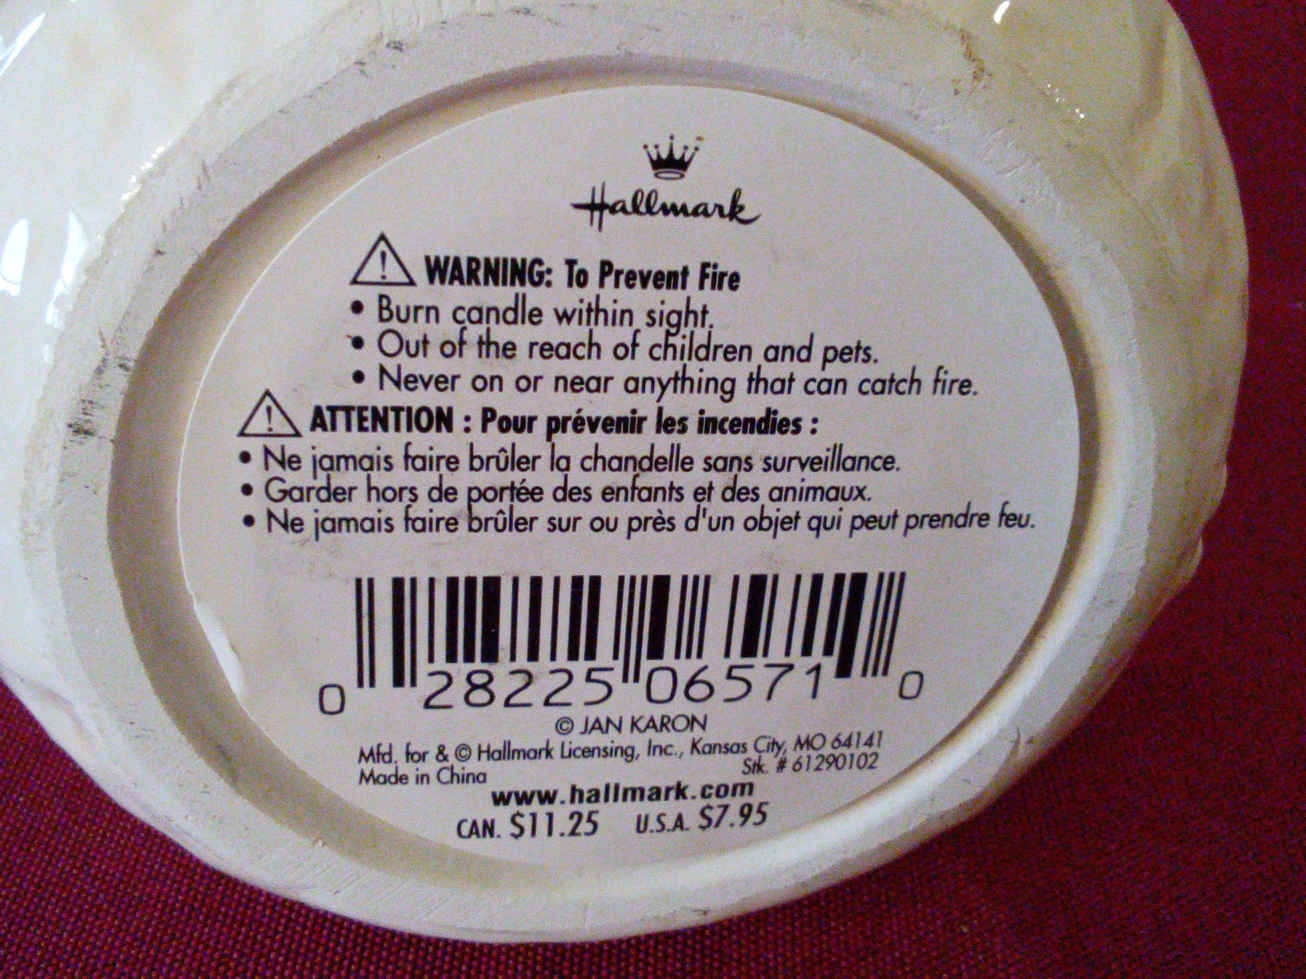 Hallmark
WARNING: To Prevent Fire
• Burn candle within sight.
• Out of the reach of children and pets.
• Never on or near anything that can catch fire.
ATTENTION : Pour prévenir les incendies :
• Ne jamais faire brûler la chandelle sans surveillance.
• Garder hors de portée des enfants et des animaux.
• Ne jamais faire brûler sur ou près d'un objet qui peut prendre feu.
0 28225 06571 0
© JAN KARON
Mfd. for & © Hallmark Licensing, Inc., Kansas City, MO 64141
Made in China Stk. # 61290102
www.hallmark.com
CAN. $11.25 U.S.A. $7.95